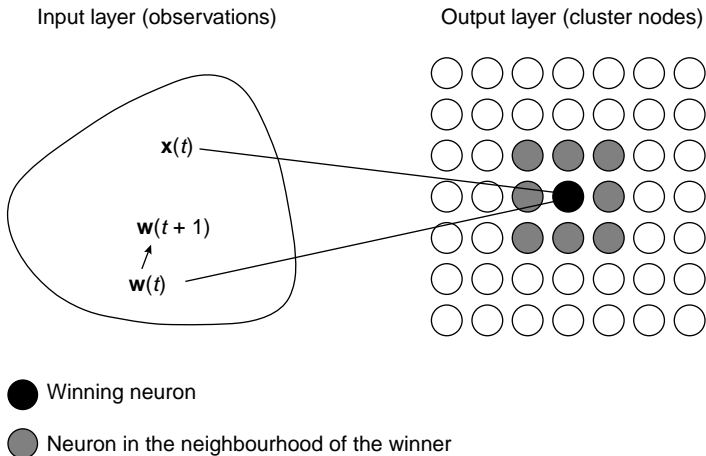 Input layer (observations)
Output layer (cluster nodes)
x(t)
w(t + 1)
w(t)
Winning neuron
Neuron in the neighbourhood of the winner